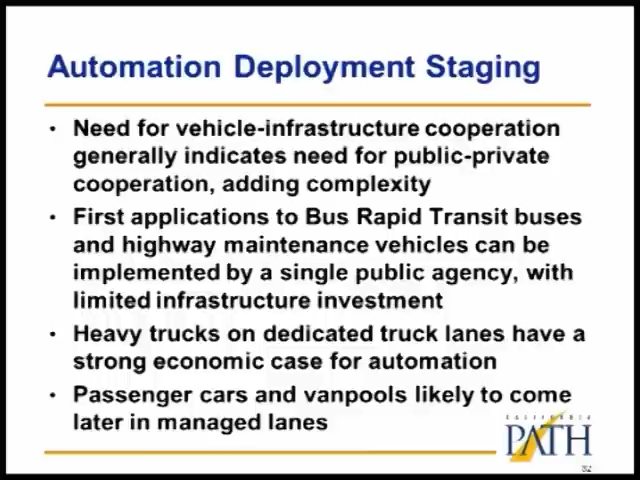 Automation Deployment Staging
• Need for vehicle-infrastructure cooperation
generally indicates need for public-private
cooperation, adding complexity
• First applications to Bus Rapid Transit buses
and highway maintenance vehicles can be
implemented by a single public agency, with
limited infrastructure investment
• Heavy trucks on dedicated truck lanes have a
strong economic case for automation
• Passenger cars and vanpools likely to come
later in managed lanes
CALIFORNIA
PATH